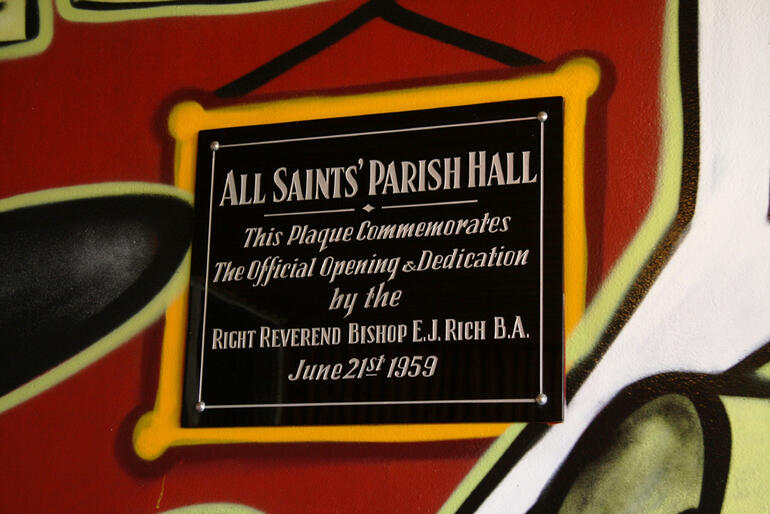 ALL SAINTS' PARISH HALL
This Plaque Commemorates
The Official Opening & Dedication
by the
RIGHT REVEREND BISHOP E.J. RICH B.A.
June 21st 1959